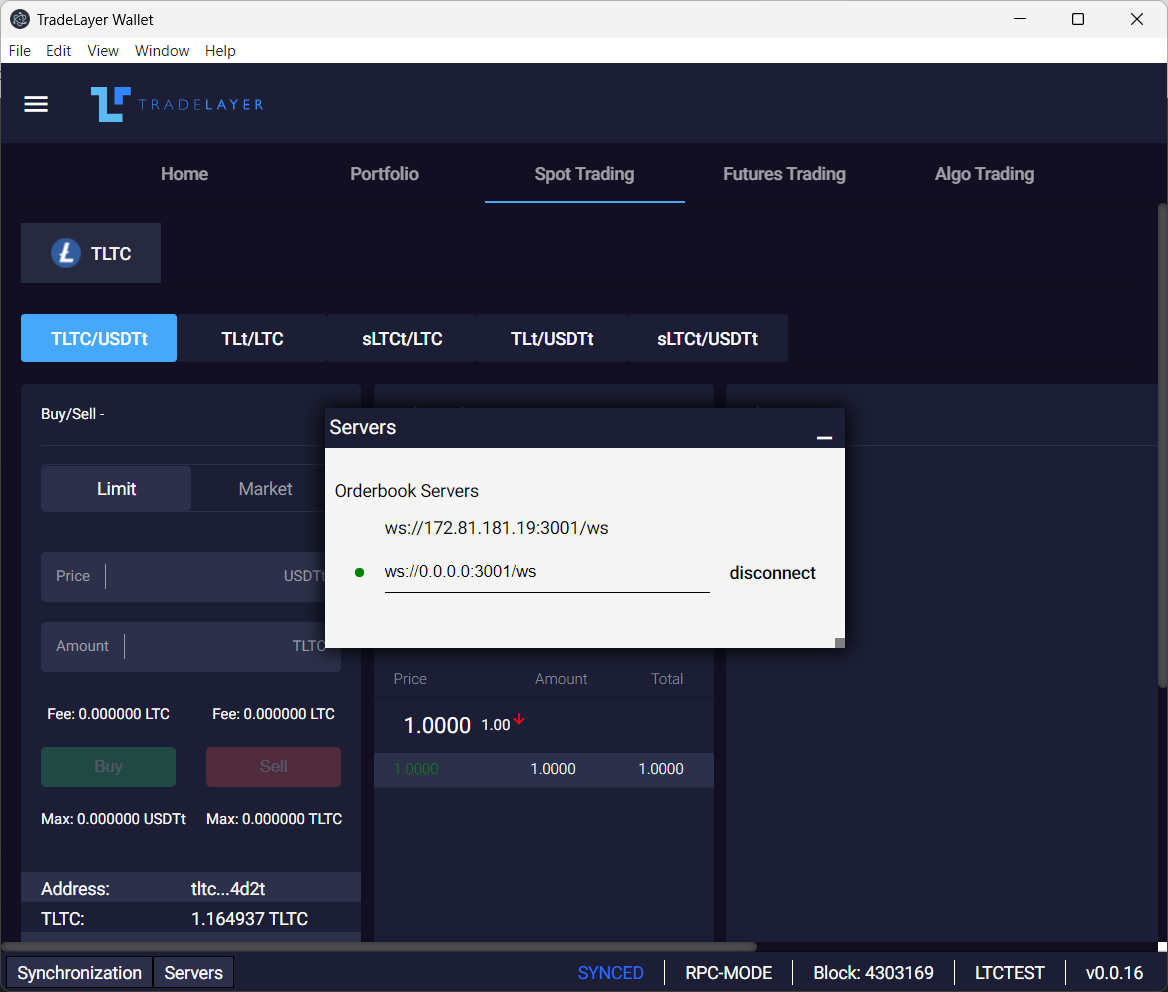 TradeLayer Wallet
File Edit View Window Help
TRADELAYER
Home Portfolio Spot Trading Futures Trading Algo Trading
TLTC
TLTC/USDTt TLt/LTC sLTCt/LTC TLt/USDTt sLTCt/USDTt
Buy/Sell -
Servers
Limit Market
Orderbook Servers
ws://172.81.181.19:3001/ws
ws://0.0.0.0:3001/ws disconnect
Price USDTt
Amount TLTC
Price Amount Total
Fee: 0.000000 LTC Fee: 0.000000 LTC
1.0000 1.00
Buy Sell
1.0000 1.0000 1.0000
Max: 0.000000 USDTt Max: 0.000000 TLTC
Address: tltc...4d2t
TLTC: 1.164937 TLTC
Synchronization Servers SYNCED RPC-MODE Block: 4303169 LTCTEST v0.0.16